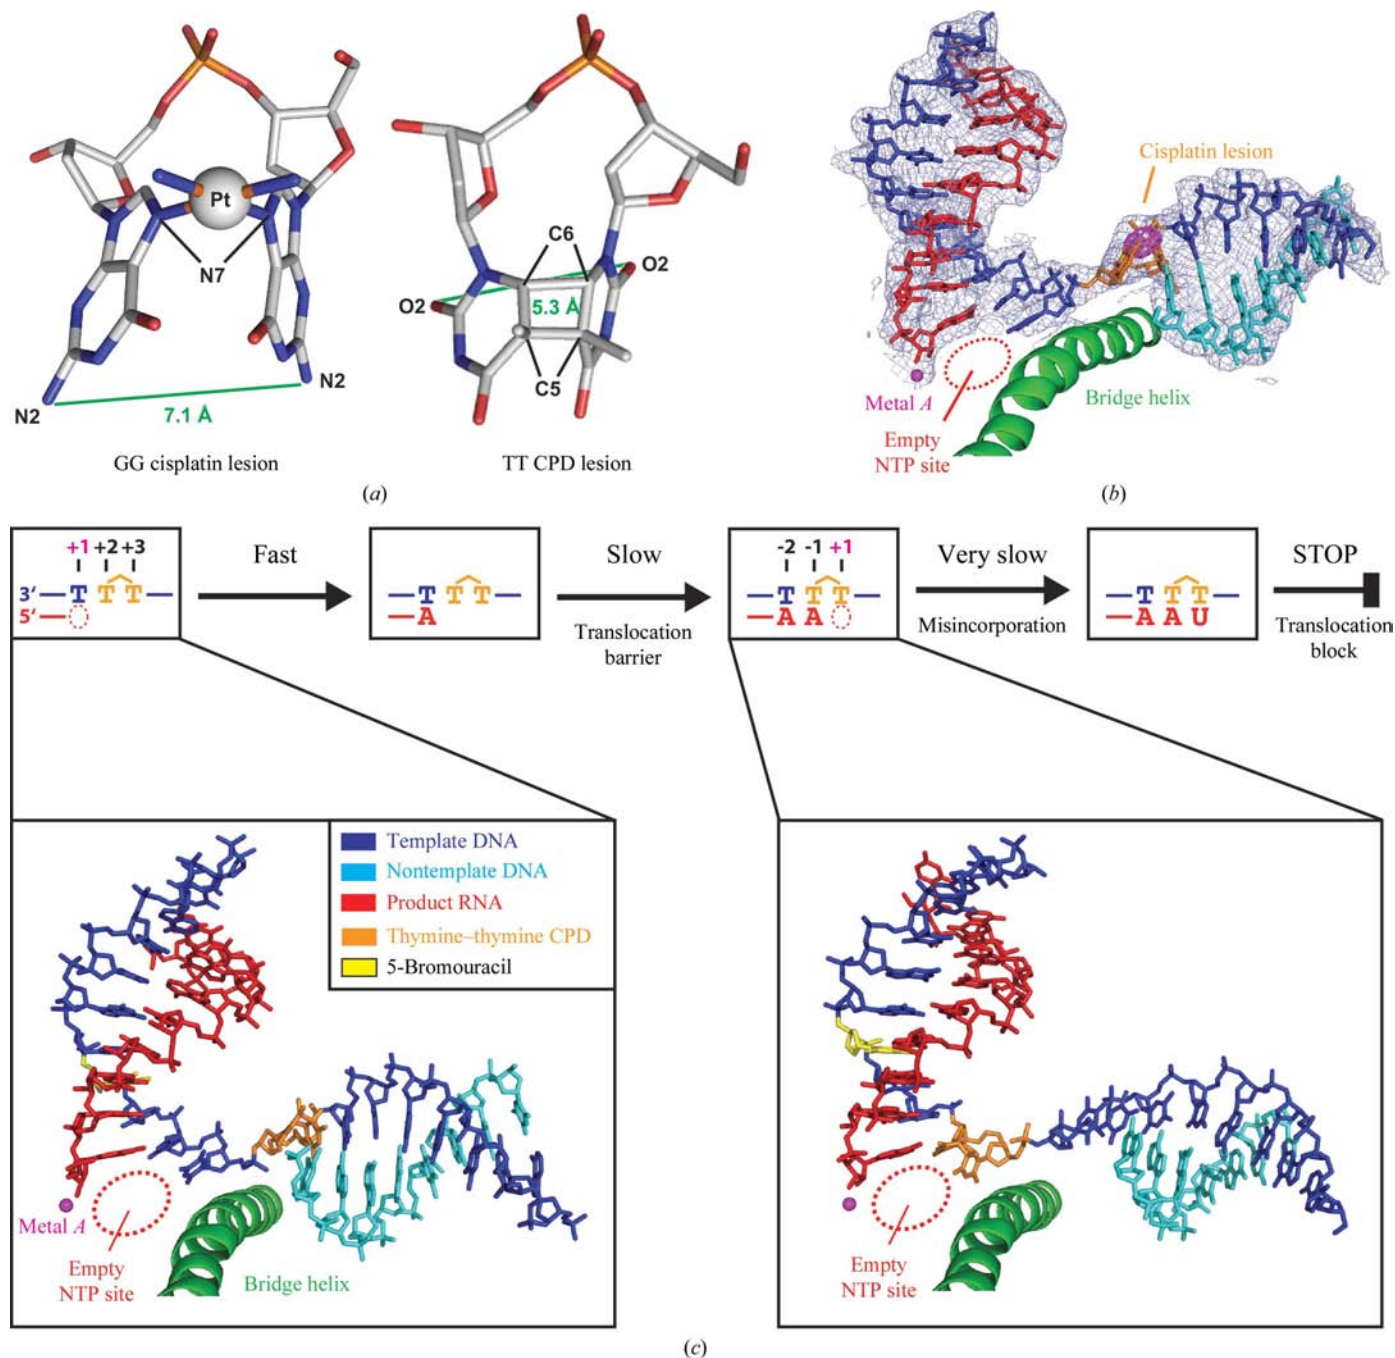 Pt
N7
N2
N2
7.1 Å
GG cisplatin lesion
C6
O2
O2
5.3 Å
C5
TT CPD lesion
(a)
Cisplatin lesion
Metal A
Bridge helix
Empty
NTP site
(b)
+1 +2 +3
3‘ T T T
5‘
Fast
T T T
A
Slow
Translocation
barrier
-2 -1 +1
T T T
A A
Very slow
Misincorporation
T T T
A A U
STOP
Translocation
block
Template DNA
Nontemplate DNA
Product RNA
Thymine–thymine CPD
5-Bromouracil
Metal A
Empty
NTP site
Bridge helix
Empty
NTP site
(c)